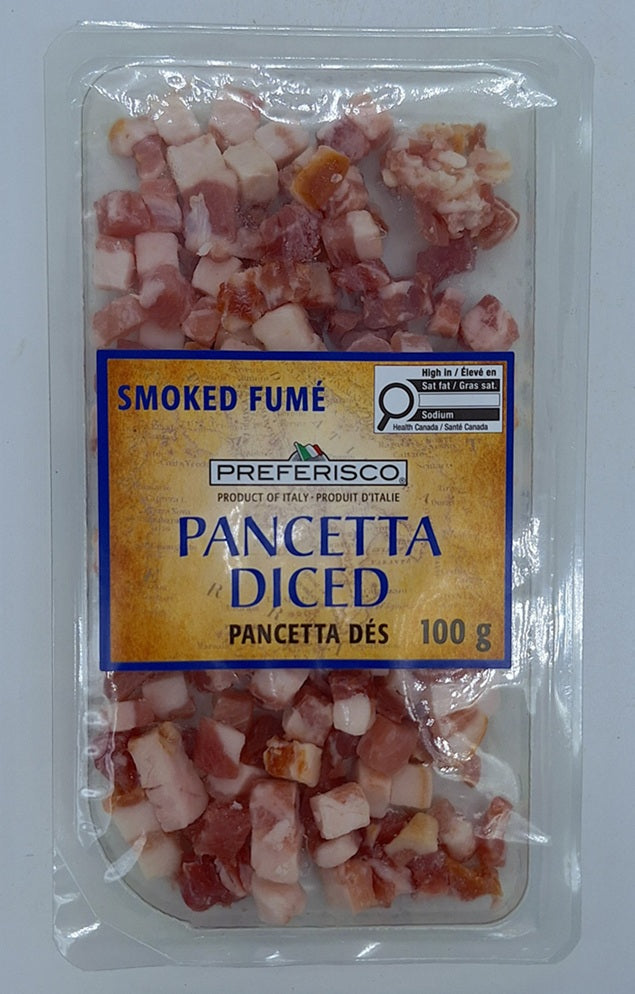 SMOKED FUMÉ
High in / Élevé en
Sat fat / Gras sat.
Sodium
Health Canada / Santé Canada
PREFERISCO®
PRODUCT OF ITALY - PRODUIT D'ITALIE
PANCETTA
DICED
PANCETTA DÉS
100 g